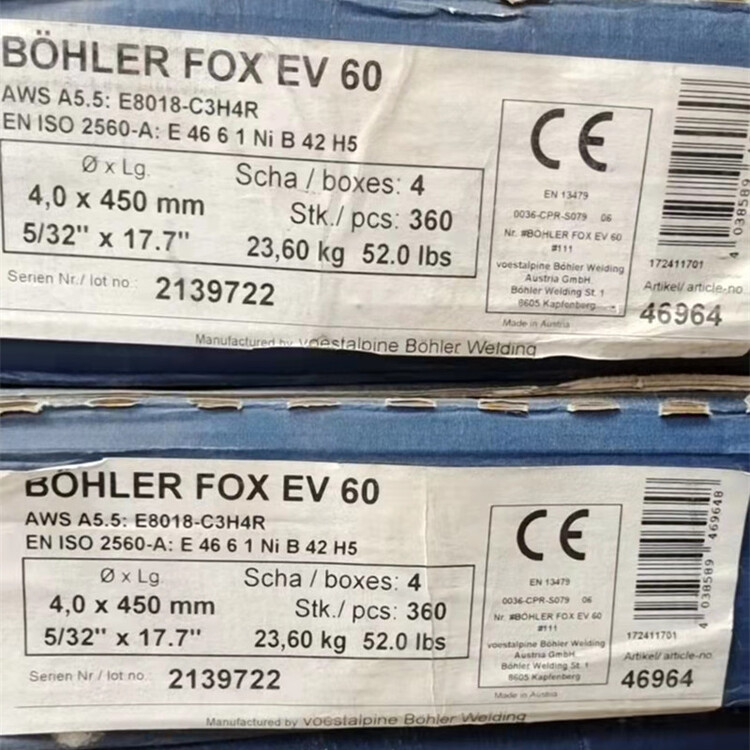 BÖHLER FOX EV 60
AWS A5.5: E8018-C3H4R
EN ISO 2560-A: E 46 6 1 Ni B 42 H5
Ø x Lg.
4,0 x 450 mm
5/32" x 17.7"
Scha / boxes: 4
Stk./ pcs: 360
23,60 kg 52.0 lbs
Serien Nr./ lot no 2139722
CE
EN 13479
0036-CPR-S079 06
Nr. #BÖHLER FOX EV 60
#111
voestalpine Böhler Welding
Austria GmbH
Böhler Welding St. 1
8605 Kapfenberg
Made in Austria
172411701
Artikel/ article-no
46964
Manufactured by voestalpine Böhler Welding
BÖHLER FOX EV 60
AWS A5.5: E8018-C3H4R
EN ISO 2560-A: E 46 6 1 Ni B 42 H5
Ø x Lg.
4,0 x 450 mm
5/32" x 17.7"
Scha / boxes: 4
Stk./ pcs: 360
23,60 kg 52.0 lbs
Serien Nr / lot no 2139722
CE
EN 13479
0036-CPR-S079 06
Nr. #BÖHLER FOX EV 60
#111
voestalpine Böhler Welding
Austria GmbH
Böhler Welding St. 1
8605 Kapfenberg
Made in Austria
4 038589 469648
172411701
Artikel/ article-no
46964
Manufactured by voestalpine Böhler Welding